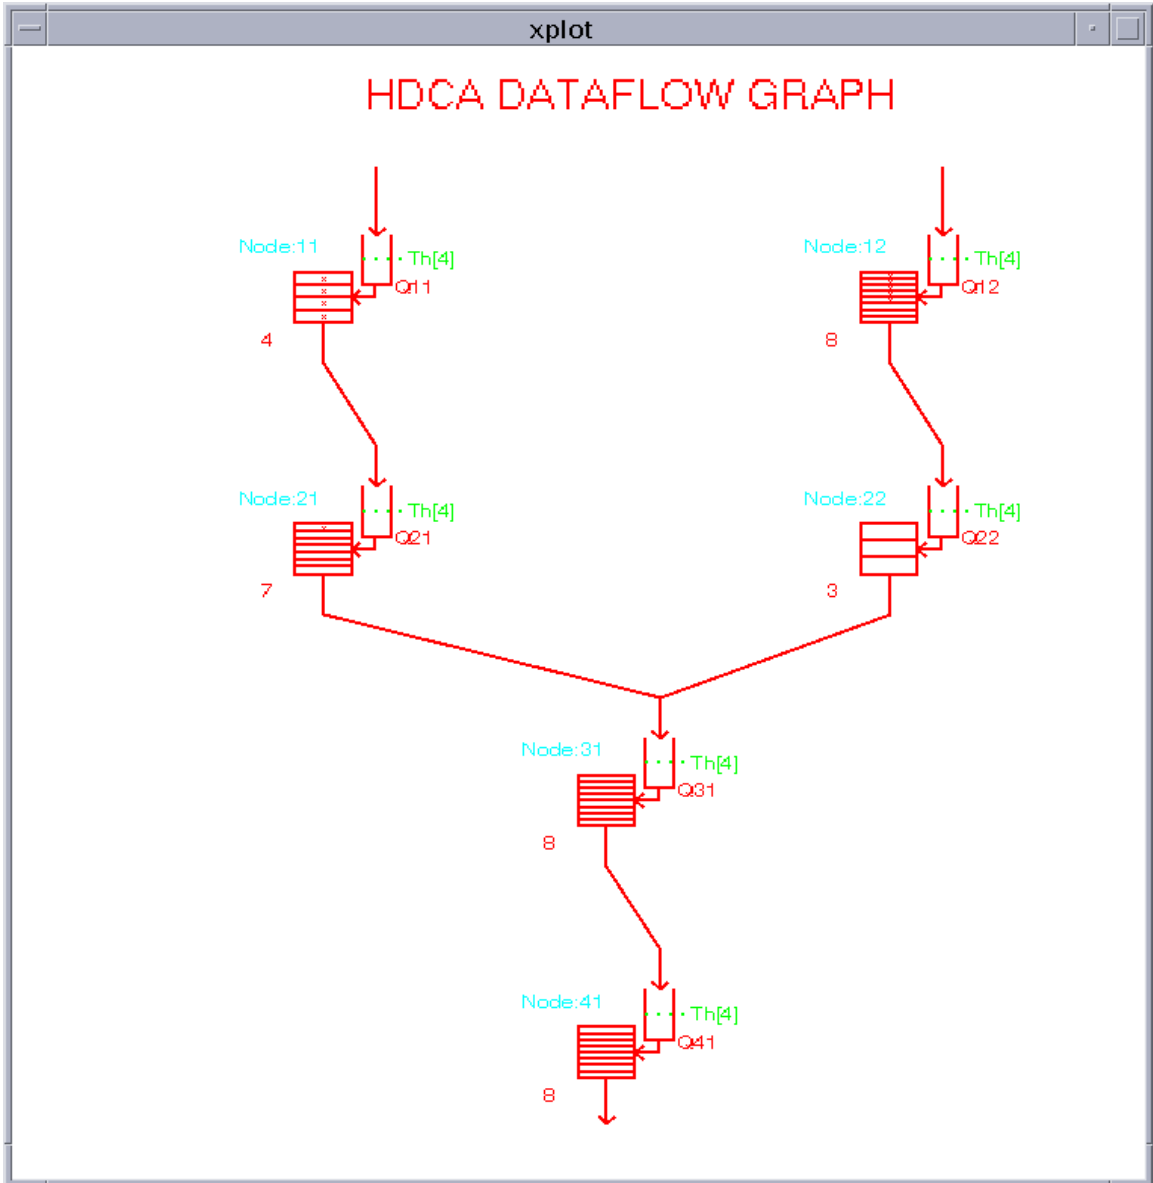 xplot
HDCA DATAFLOW GRAPH
Node:11
Th[4]
Q11
4
Node:12
Th[4]
Q12
8
Node:21
Th[4]
Q21
7
Node:22
Th[4]
Q22
3
Node:31
Th[4]
Q31
8
Node:41
Th[4]
Q41
8